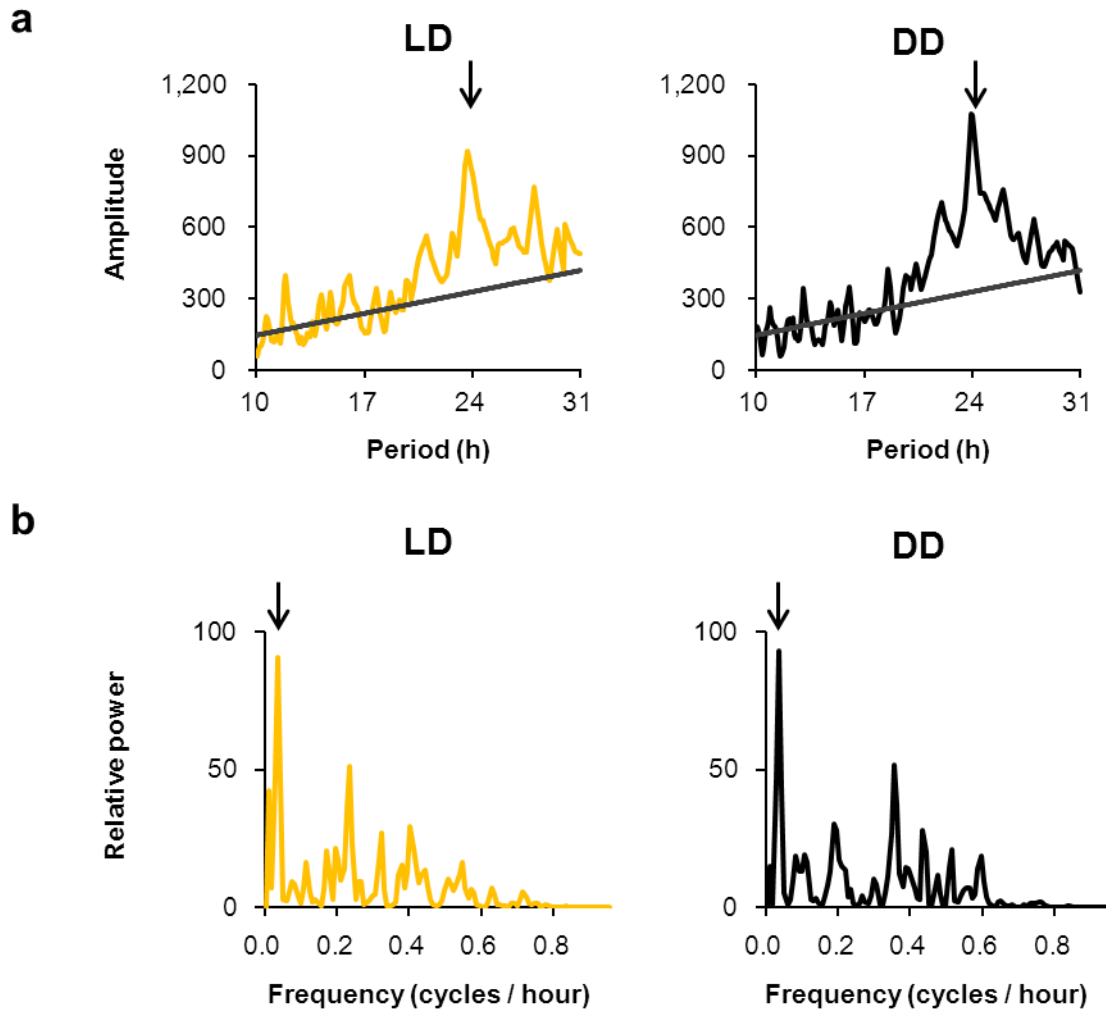 a
LD DD
1,200 1,200
900 900
600 600
300 300
0 0
Amplitude
10 17 24 31 10 17 24 31
Period (h) Period (h)
b
LD DD
100 100
50 50
0 0
Relative power
0.0 0.2 0.4 0.6 0.8 0.0 0.2 0.4 0.6 0.8
Frequency (cycles / hour) Frequency (cycles / hour)